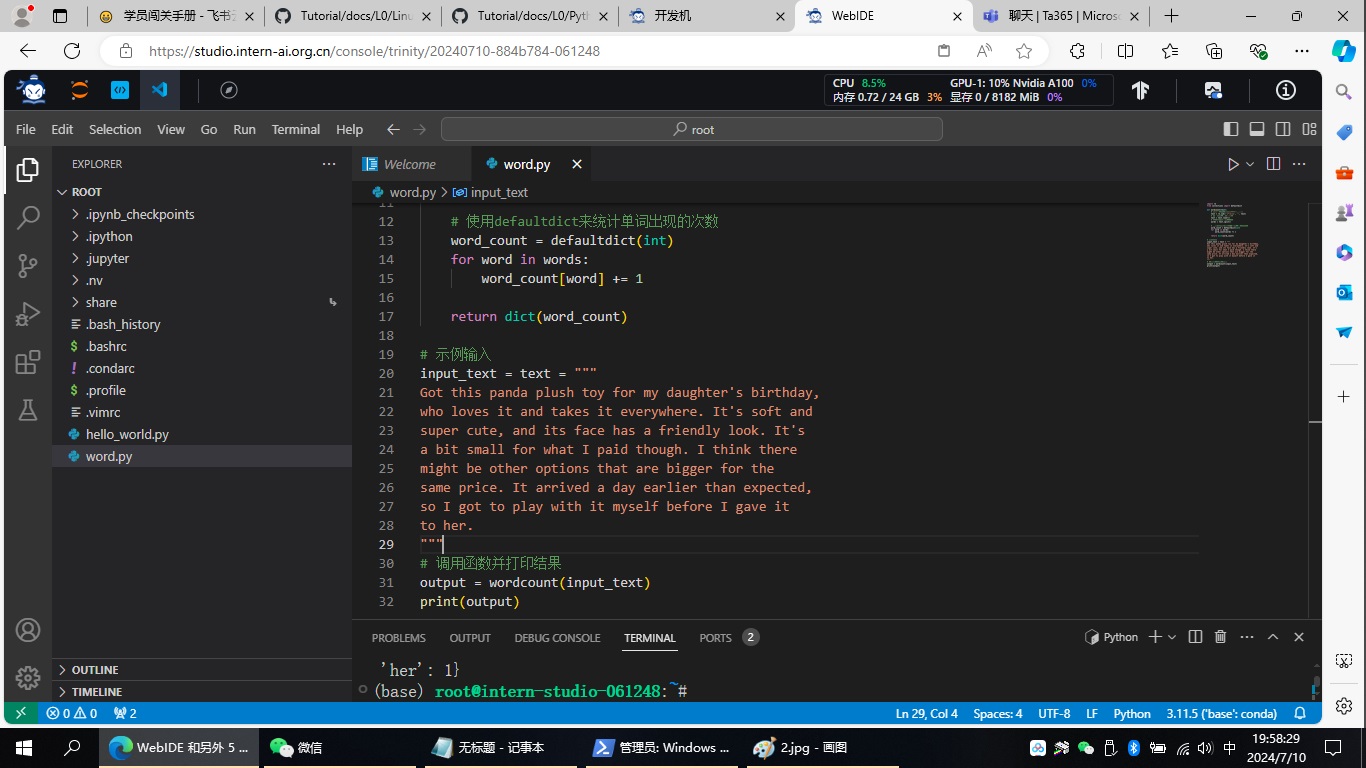 学员闯关手册 - 飞书云
Tutorial/docs/L0/Linu
Tutorial/docs/L0/Pyth
开发机
WebIDE
聊天 | Ta365 | Microso
https://studio.intern-ai.org.cn/console/trinity/20240710-884b784-061248
CPU 8.5% GPU-1: 10% Nvidia A100 0%
内存 0.72 / 24 GB 3% 显存 0 / 8182 MiB 0%
File Edit Selection View Go Run Terminal Help
root
EXPLORER
Welcome
word.py
word.py > input_text
ROOT
.ipynb_checkpoints
.ipython
.jupyter
.nv
share
.bash_history
.bashrc
.condarc
.profile
.vimrc
hello_world.py
word.py
OUTLINE
TIMELINE
11
12 # 使用defaultdict来统计单词出现的次数
13 word_count = defaultdict(int)
14 for word in words:
15 word_count[word] += 1
16
17 return dict(word_count)
18
19 # 示例输入
20 input_text = text = """
21 Got this panda plush toy for my daughter's birthday,
22 who loves it and takes it everywhere. It's soft and
23 super cute, and its face has a friendly look. It's
24 a bit small for what I paid though. I think there
25 might be other options that are bigger for the
26 same price. It arrived a day earlier than expected,
27 so I got to play with it myself before I gave it
28 to her.
29 """
30 # 调用函数并打印结果
31 output = wordcount(input_text)
32 print(output)
PROBLEMS OUTPUT DEBUG CONSOLE TERMINAL PORTS 2
Python
'her': 1}
(base) root@intern-studio-061248:~#
0 0 2
Ln 29, Col 4 Spaces: 4 UTF-8 LF Python 3.11.5 ('base': conda)
WebIDE 和另外 5 ...
微信
无标题 - 记事本
管理员: Windows ...
2.jpg - 画图
中
19:58:29
2024/7/10